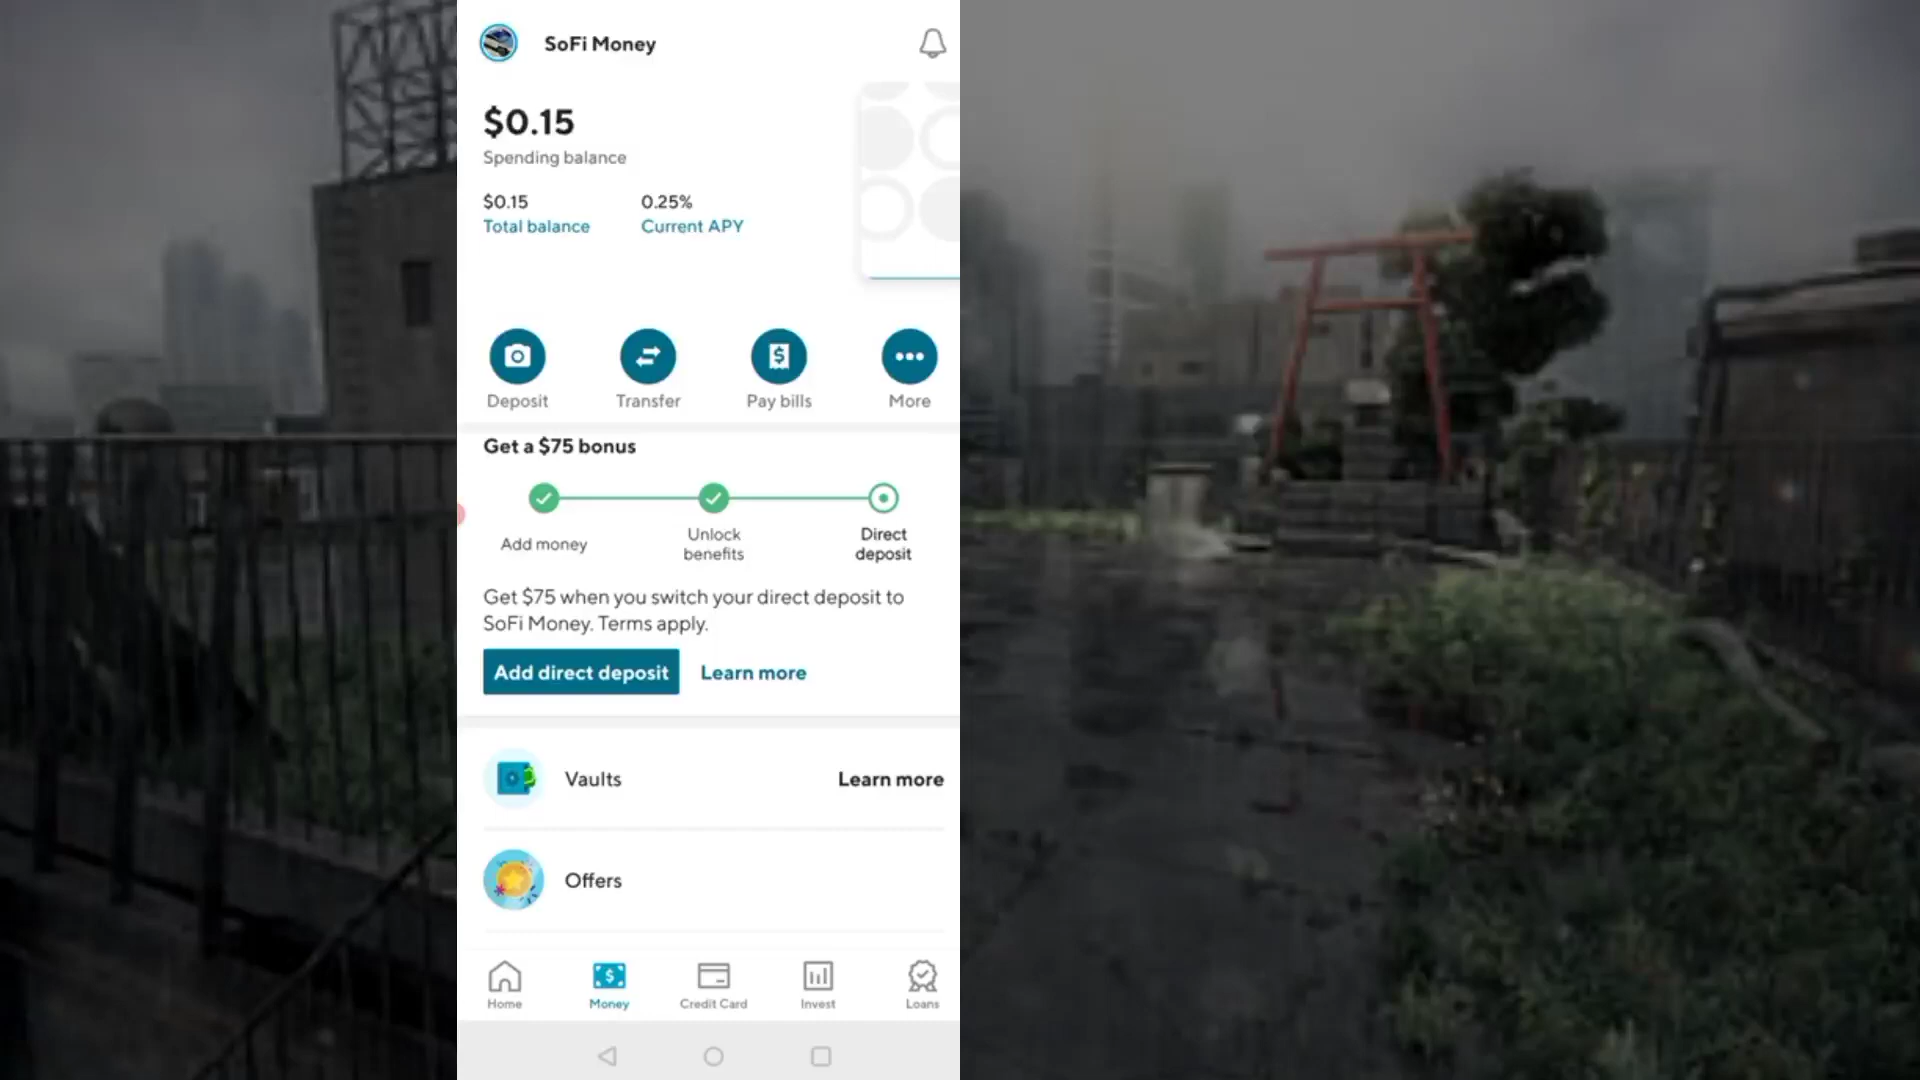 SoFi Money
$0.15
Spending balance
$0.15 0.25%
Total balance Current APY
Deposit Transfer Pay bills More
Get a $75 bonus
Add money Unlock benefits Direct deposit
Get $75 when you switch your direct deposit to
SoFi Money. Terms apply.
Add direct deposit Learn more
Vaults Learn more
Offers
Home Money Credit Card Invest Loans